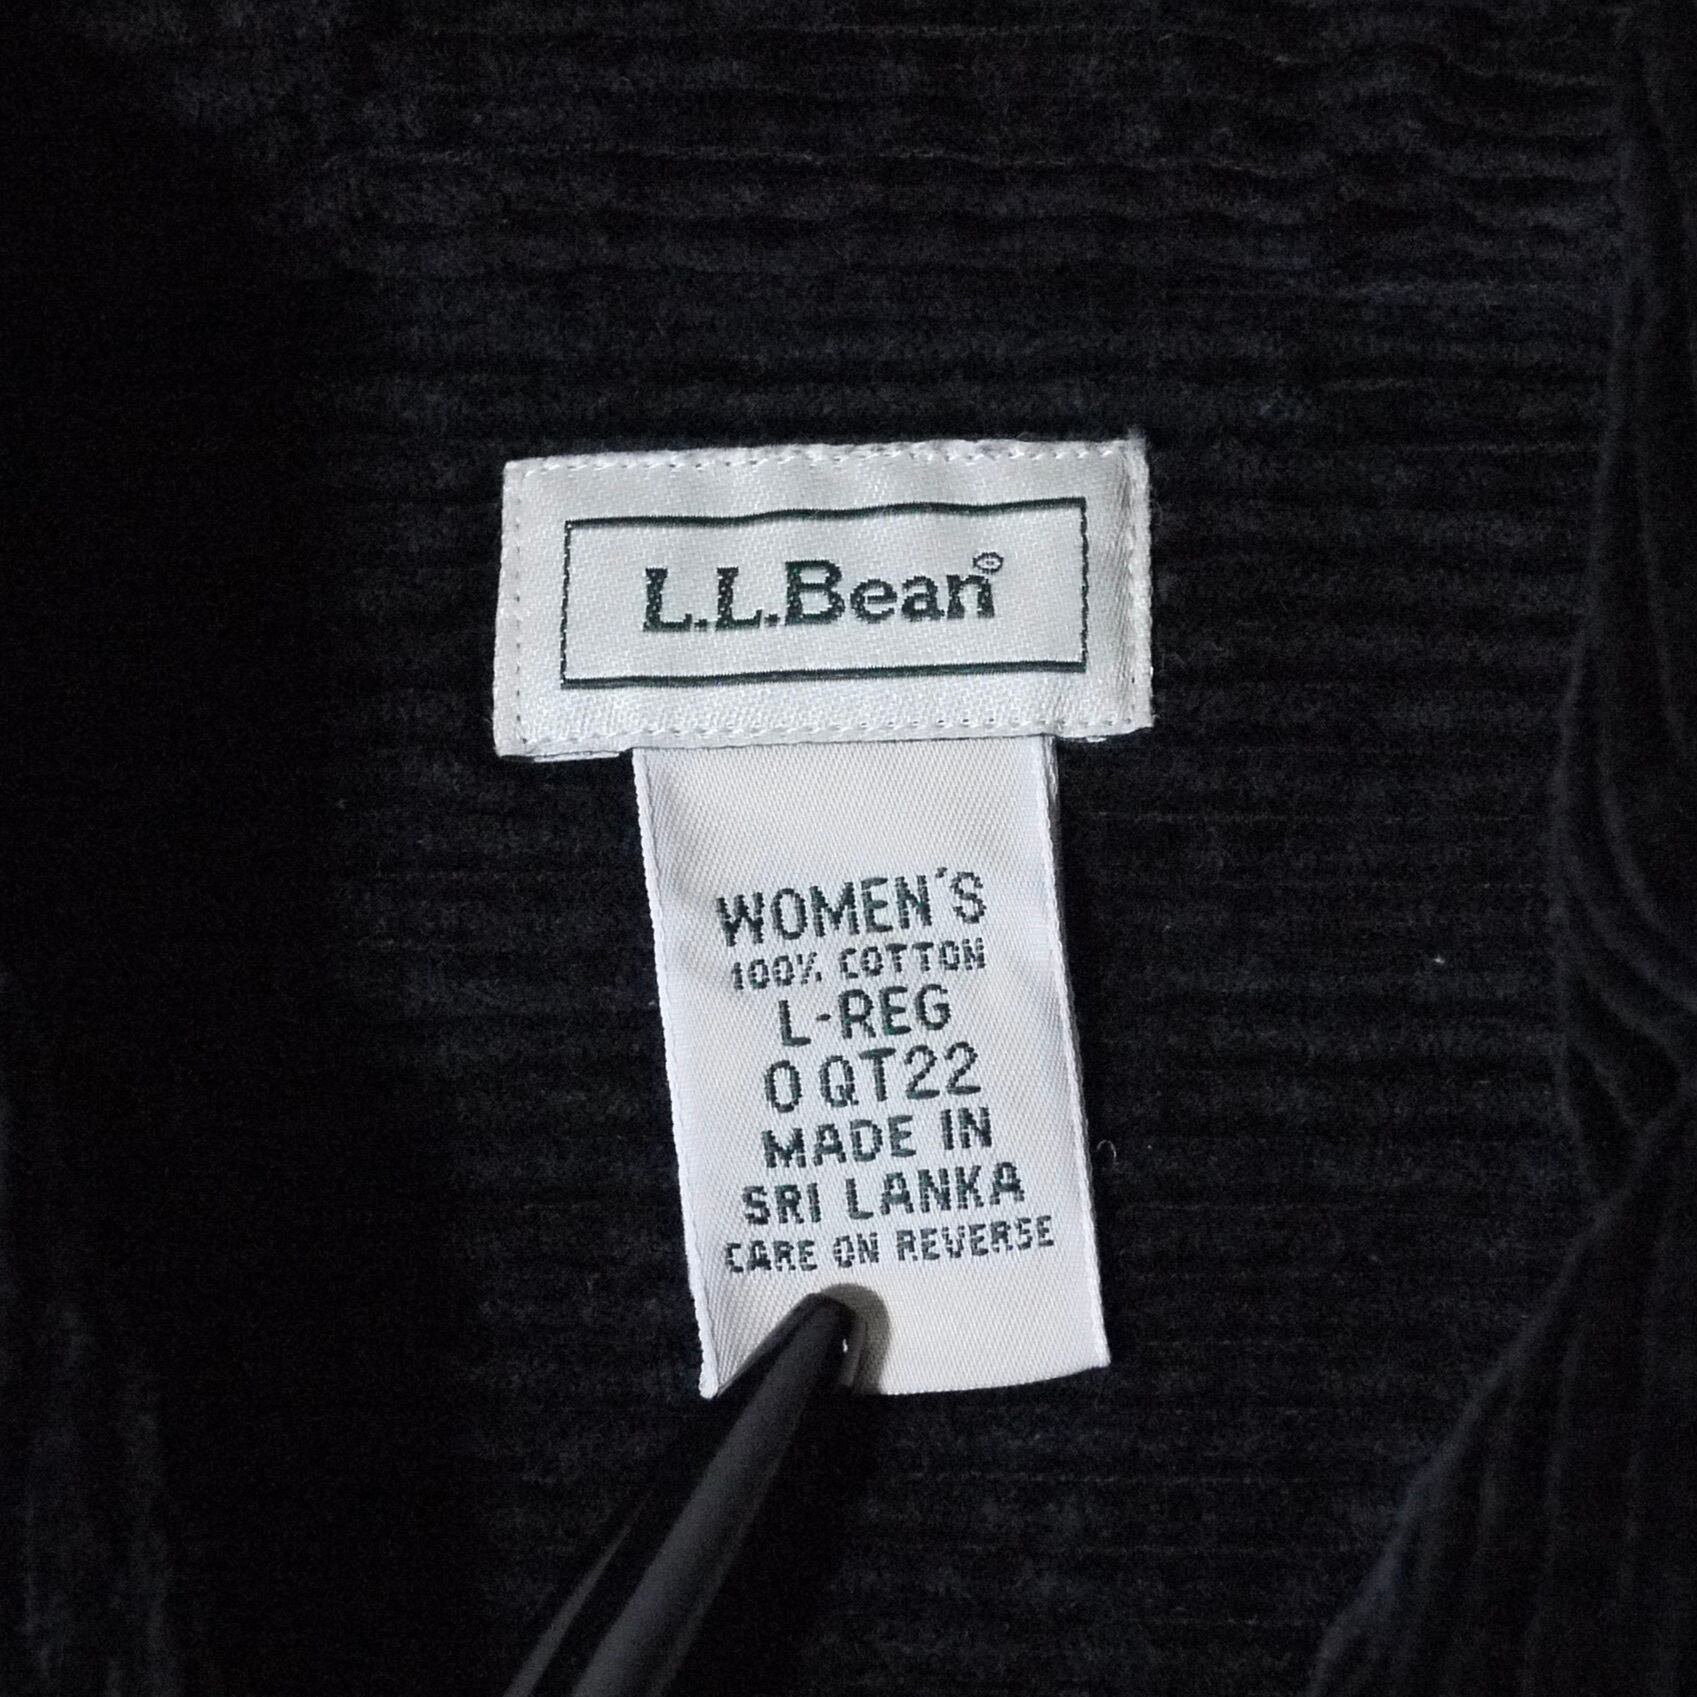 L.L.Bean®
WOMEN'S
100% COTTON
L-REG
0 QT22
MADE IN
SRI LANKA
CARE ON REVERSE